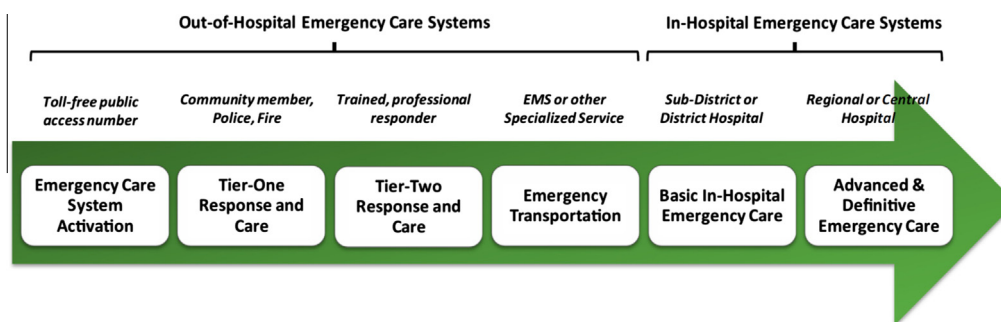 Out-of-Hospital Emergency Care Systems
In-Hospital Emergency Care Systems
Toll-free public
access number
Community member,
Police, Fire
Trained, professional
responder
EMS or other
Specialized Service
Sub-District or
District Hospital
Regional or Central
Hospital
Emergency Care
System
Activation
Tier-One
Response and
Care
Tier-Two
Response and
Care
Emergency
Transportation
Basic In-Hospital
Emergency Care
Advanced &
Definitive
Emergency Care